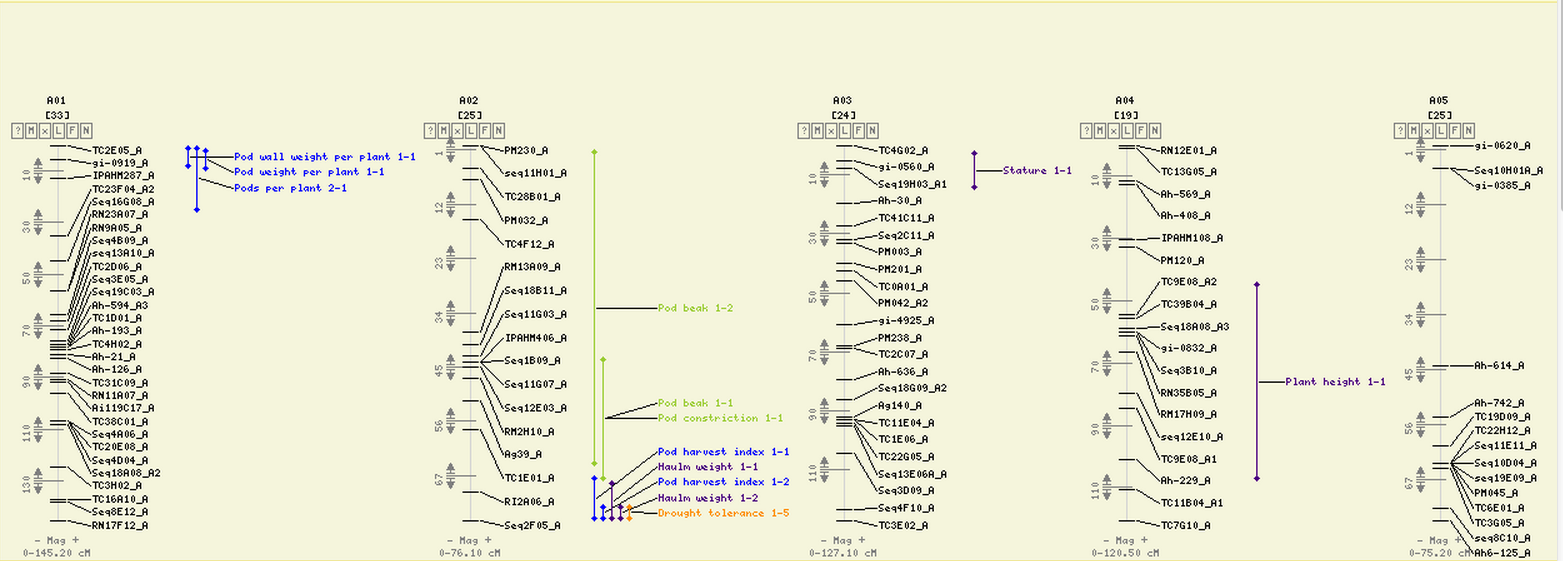 A01
[33]
? M x L F N
TC2E05_A
gi-0919_A
IPAHM287_A
TC23F04_A2
Seq16G08_A
RN23A07_A
RN9A05_A
Seq4B09_A
seq13A10_A
TC2D06_A
Seq3E05_A
Seq19C03_A
Ah-594_A3
TC1D01_A
Ah-193_A
TC4H02_A
Ah-21_A
Ah-126_A
TC31C09_A
RN11A07_A
Ai119C17_A
TC38C01_A
Seq4A06_A
TC20E08_A
Seq4D04_A
Seq18A08_A2
TC3H02_A
TC16A10_A
Seq8E12_A
RN17F12_A
10
30
50
70
90
110
130
- Mag +
0-145.20 cM
Pod wall weight per plant 1-1
Pod weight per plant 1-1
Pods per plant 2-1
A02
[25]
? M x L F N
PM230_A
seq11H01_A
TC28B01_A
PM032_A
TC4F12_A
RM13A09_A
Seq18B11_A
Seq11G03_A
IPAHM406_A
Seq1B09_A
Seq11G07_A
Seq12E03_A
RM2H10_A
Ag39_A
TC1E01_A
RI2A06_A
Seq2F05_A
1
12
23
34
45
56
67
- Mag +
0-76.10 cM
Pod beak 1-2
Pod beak 1-1
Pod constriction 1-1
Pod harvest index 1-1
Haulm weight 1-1
Pod harvest index 1-2
Haulm weight 1-2
Drought tolerance 1-5
A03
[24]
? M x L F N
TC4G02_A
gi-0560_A
Seq19H03_A1
Ah-30_A
TC41C11_A
Seq2C11_A
PM003_A
PM201_A
TC0A01_A
PM042_A2
gi-4925_A
PM238_A
TC2C07_A
Ah-636_A
Seq18G09_A2
Ag140_A
TC11E04_A
TC1E06_A
TC22G05_A
Seq13E06A_A
Seq3D09_A
Seq4F10_A
TC3E02_A
10
30
50
70
90
110
- Mag +
0-127.10 cM
Stature 1-1
A04
[19]
? M x L F N
RN12E01_A
TC13G05_A
Ah-569_A
Ah-408_A
IPAHM108_A
PM120_A
TC9E08_A2
TC39B04_A
Seq18A08_A3
gi-0832_A
Seq3B10_A
RN35B05_A
RM17H09_A
seq12E10_A
TC9E08_A1
Ah-229_A
TC11B04_A1
TC7G10_A
10
30
50
70
90
110
- Mag +
0-120.50 cM
Plant height 1-1
A05
[25]
? M x L F N
gi-0620_A
Seq10H01A_A
gi-0385_A
Ah-614_A
Ah-742_A
TC19D09_A
TC22H12_A
Seq11E11_A
Seq10D04_A
seq19E09_A
PM045_A
TC6E01_A
TC3G05_A
seq8C10_A
Ah6-125_A
1
12
23
34
45
56
67
- Mag +
0-75.20 cM